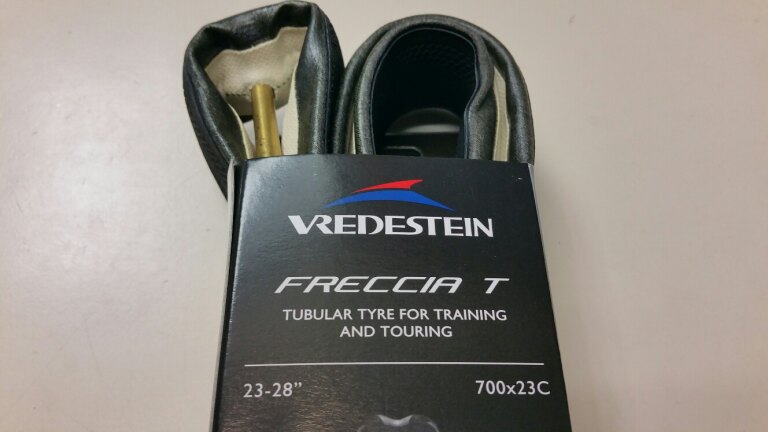 VREDESTEIN
FRECCIA T
TUBULAR TYRE FOR TRAINING
AND TOURING
23-28" 700x23C